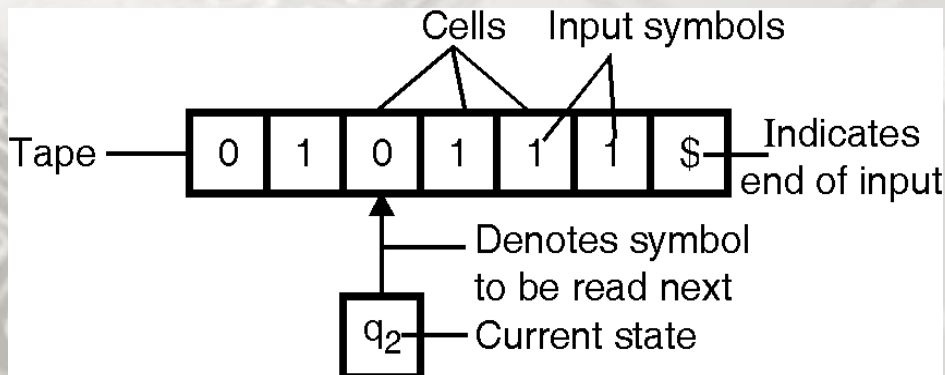 Cells
Input symbols
Tape
0 1 0 1 1 1 $
Indicates
end of input
Denotes symbol
to be read next
q2
Current state